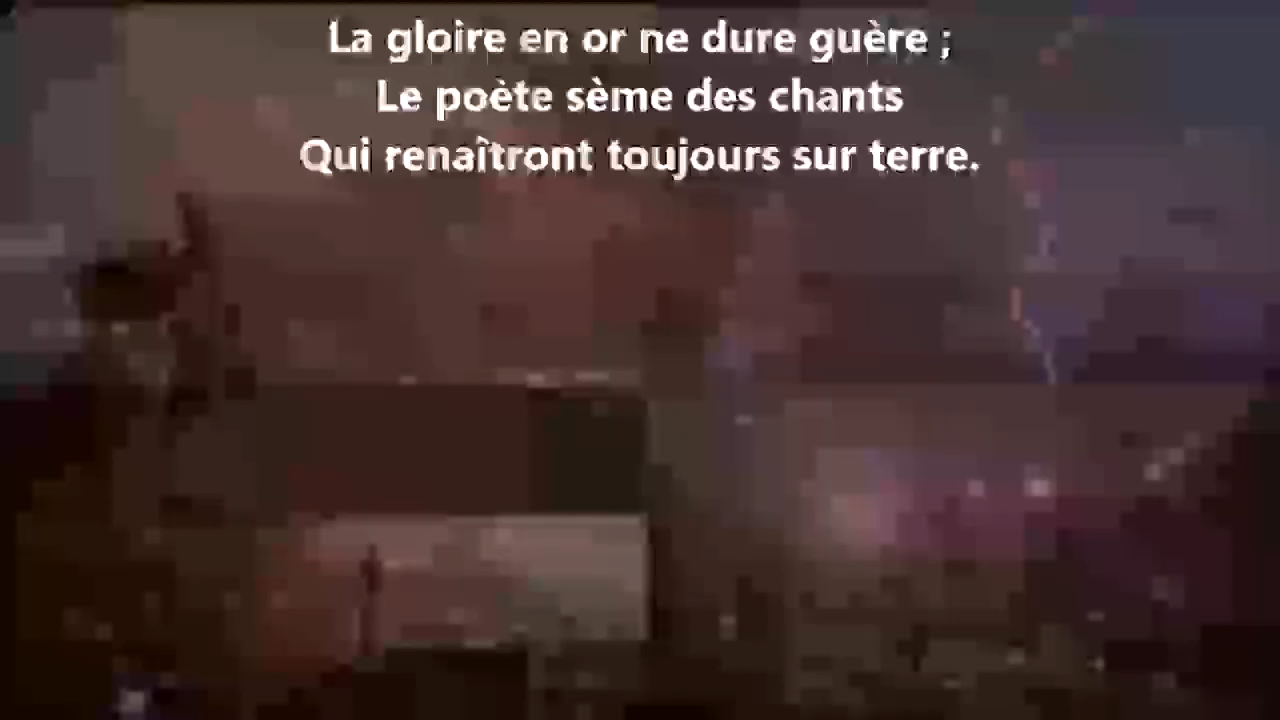 La gloire en or ne dure guère ;
Le poète sème des chants
Qui renaîtront toujours sur terre.